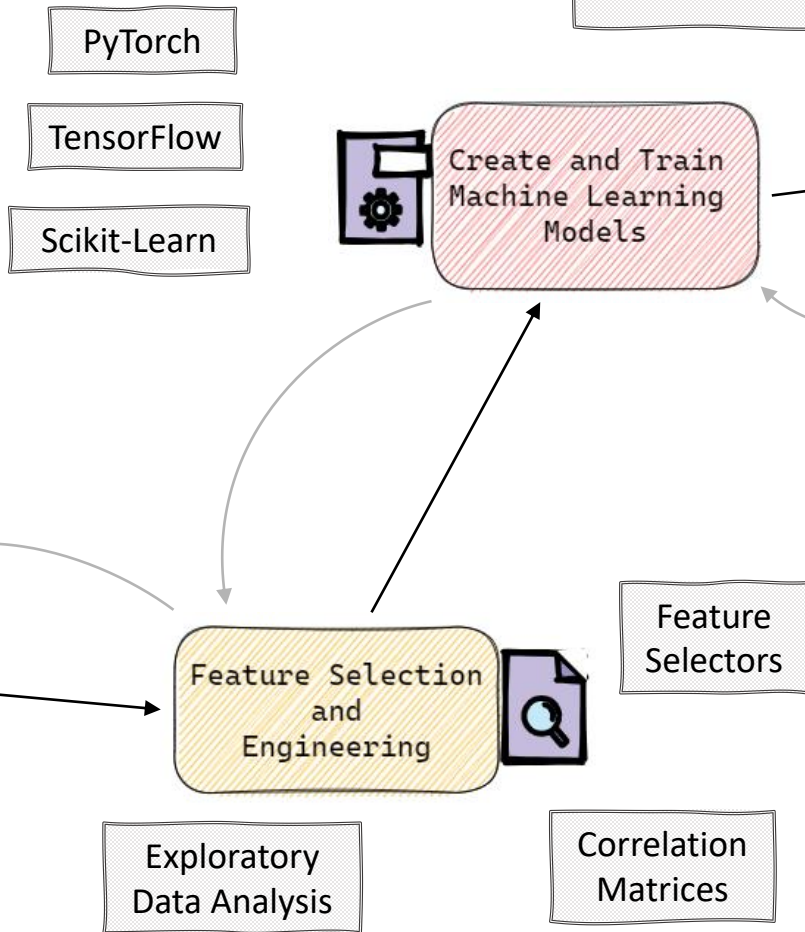 PyTorch
TensorFlow
Scikit-Learn
Create and Train
Machine Learning
Models
Feature Selection
and
Engineering
Feature
Selectors
Exploratory
Data Analysis
Correlation
Matrices